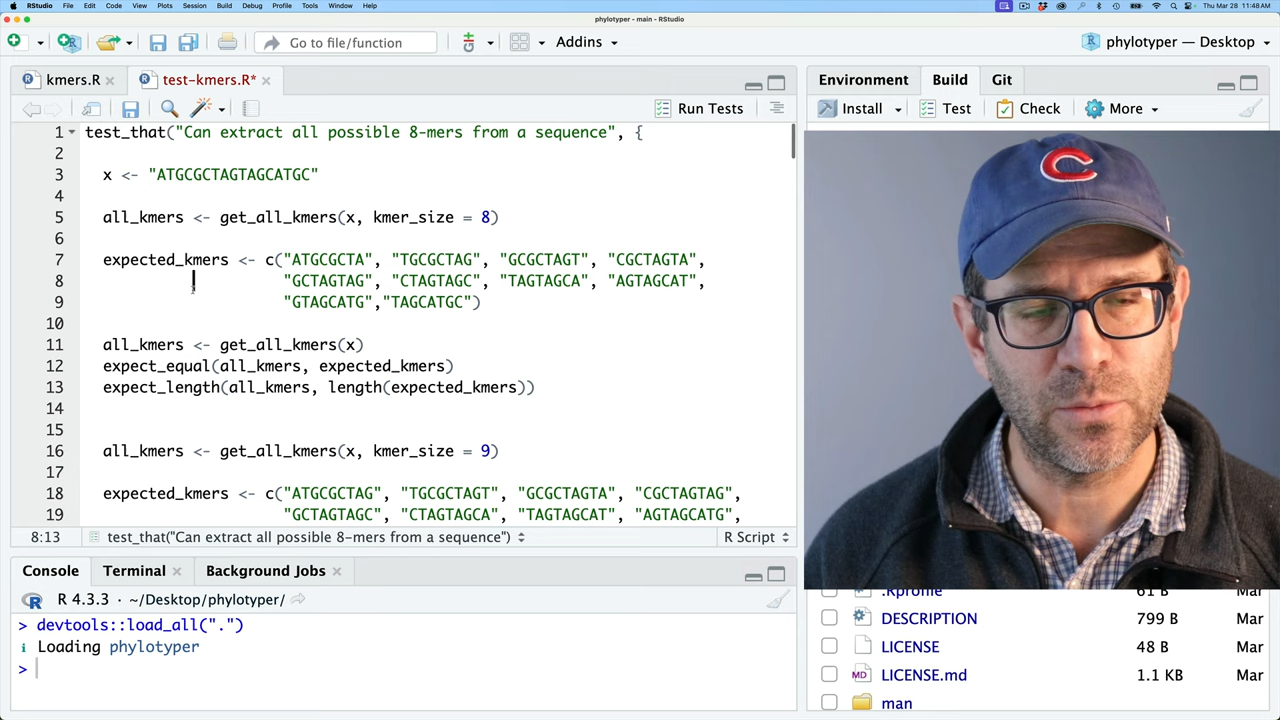 RStudio File Edit Code View Plots Session Build Debug Profile Tools Window Help Thu Mar 28 11:48 AM
phylotyper - main - RStudio
Go to file/function Addins phylotyper — Desktop
kmers.R test-kmers.R* Environment Build Git
Run Tests Install Test Check More
1 test_that("Can extract all possible 8-mers from a sequence", {
2
3 x <- "ATGCGCTAGTAGCATGC"
4
5 all_kmers <- get_all_kmers(x, kmer_size = 8)
6
7 expected_kmers <- c("ATGCGCTA", "TGCGCTAG", "GCGCTAGT", "CGCTAGTA",
8 "GCTAGTAG", "CTAGTAGC", "TAGTAGCA", "AGTAGCAT",
9 "GTAGCATG","TAGCATGC")
10
11 all_kmers <- get_all_kmers(x)
12 expect_equal(all_kmers, expected_kmers)
13 expect_length(all_kmers, length(expected_kmers))
14
15
16 all_kmers <- get_all_kmers(x, kmer_size = 9)
17
18 expected_kmers <- c("ATGCGCTAG", "TGCGCTAGT", "GCGCTAGTA", "CGCTAGTAG",
19 "GCTAGTAGC", "CTAGTAGCA", "TAGTAGCAT", "AGTAGCATG",
8:13 test_that("Can extract all possible 8-mers from a sequence") R Script
Console Terminal Background Jobs
R 4.3.3 · ~/Desktop/phylotyper/
> devtools::load_all(".")
ℹ Loading phylotyper
>
C
.Rprofile 61 B Mar
DESCRIPTION 799 B Mar
LICENSE 48 B Mar
LICENSE.md 1.1 KB Mar
man